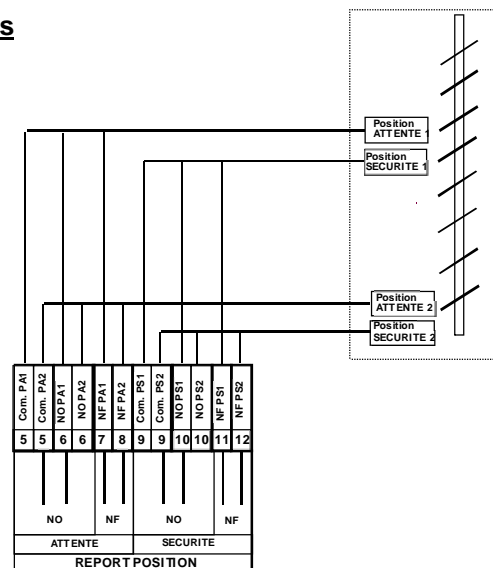 s
Position
ATTENTE 1
Position
SECURITE 1
Position
ATTENTE 2
Position
SECURITE 2
Com. PA1
Com. PA2
NO PA1
NO PA2
NF PA1
NF PA2
Com. PS1
Com. PS2
NO PS1
NO PS2
NF PS1
NF PS2
5 5 6 6 7 8 9 9 10 10 11 12
NO NF NO NF
ATTENTE SECURITE
REPORT POSITION